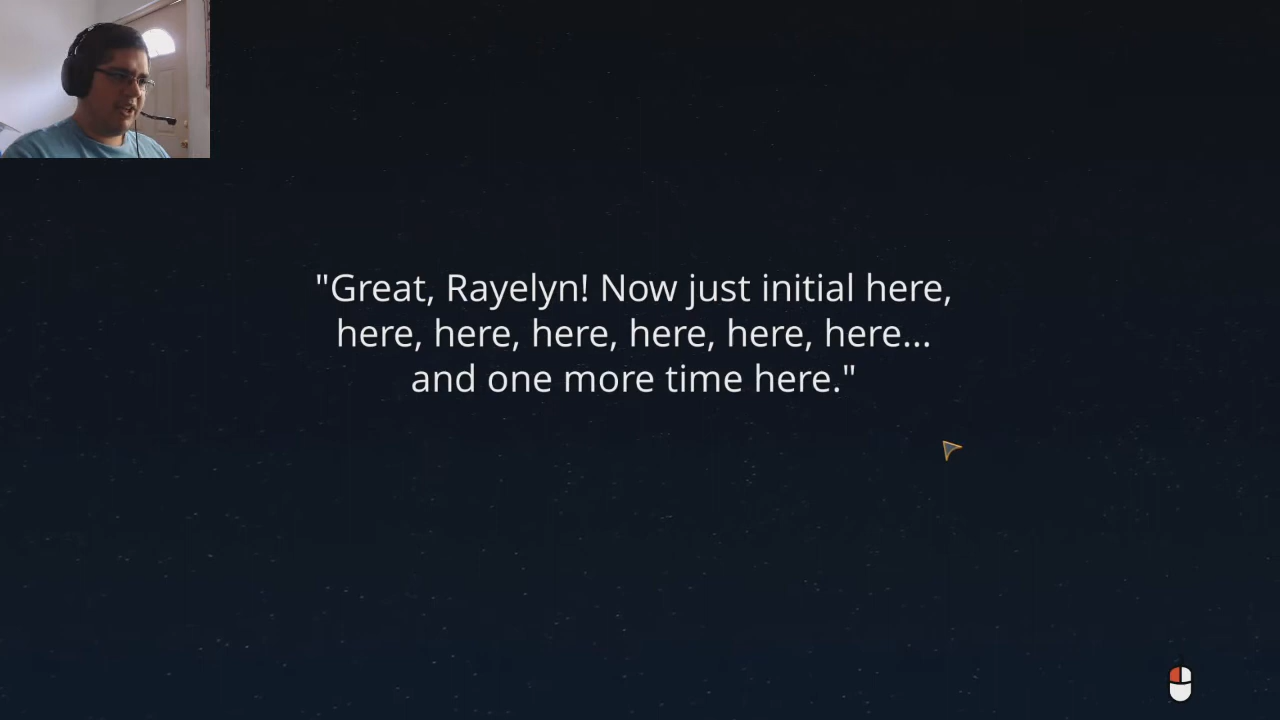 "Great, Rayelyn! Now just initial here,
here, here, here, here, here, here...
and one more time here."